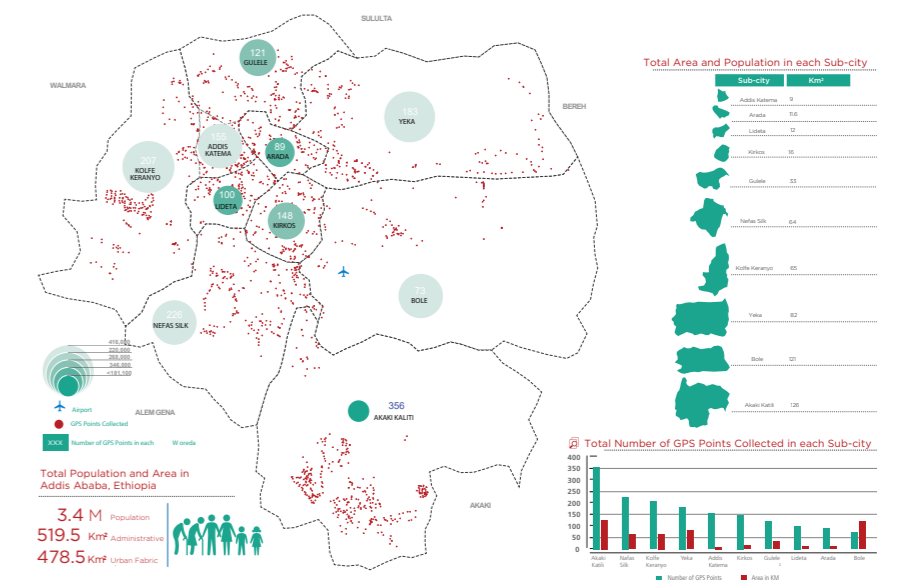 SULULTA
WALMARA
BEREH
121
GULELE
183
YEKA
155
ADDIS
KATEMA
89
ARADA
207
KOLFE
KERANYO
100
LIDETA
148
KIRKOS
73
BOLE
226
NEFAS SILK
356
AKAKI KALITI
ALEM GENA
AKAKI
Airport
GPS Points Collected
XXX Number of GPS Points in each Woreda
Total Population and Area in
Addis Ababa, Ethiopia
3.4 M Population
519.5 Km² Administrative
478.5 Km² Urban Fabric
Total Area and Population in each Sub-city
Sub-city Km²
Addis Katema 9
Arada 11.6
Lideta 12
Kirkos 16
Gulele 33
Nefas Silk 64
Kolfe Keranyo 65
Yeka 82
Bole 121
Akaki Katili 126
Total Number of GPS Points Collected in each Sub-city
400
350
300
250
200
150
100
50
0
Akaki Katili
Nefas Silk
Kolfe Keranyo
Yeka
Addis Katema
Kirkos
Gulele
Lideta
Arada
Bole
Number of GPS Points Area in KM